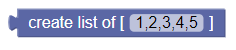 create list of [ 1,2,3,4,5 ]